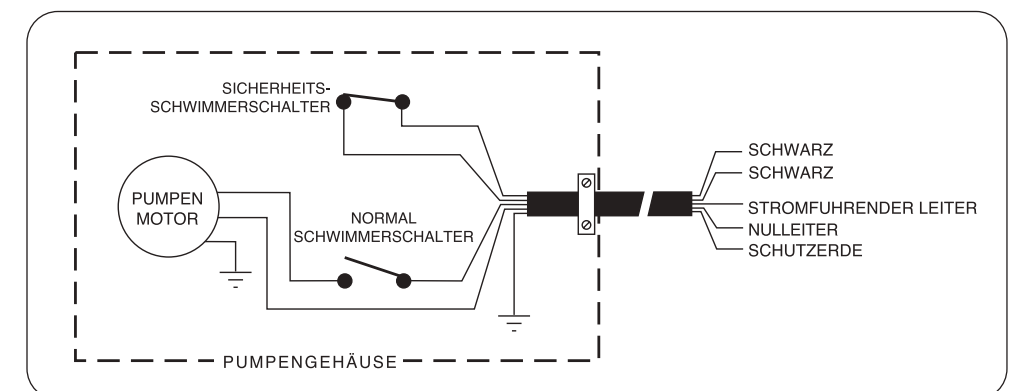 SICHERHEITS-
SCHWIMMERSCHALTER
PUMPEN
MOTOR
NORMAL
SCHWIMMERSCHALTER
SCHWARZ
SCHWARZ
STROMFUHRENDER LEITER
NULLEITER
SCHUTZERDE
PUMPENGEHÄUSE